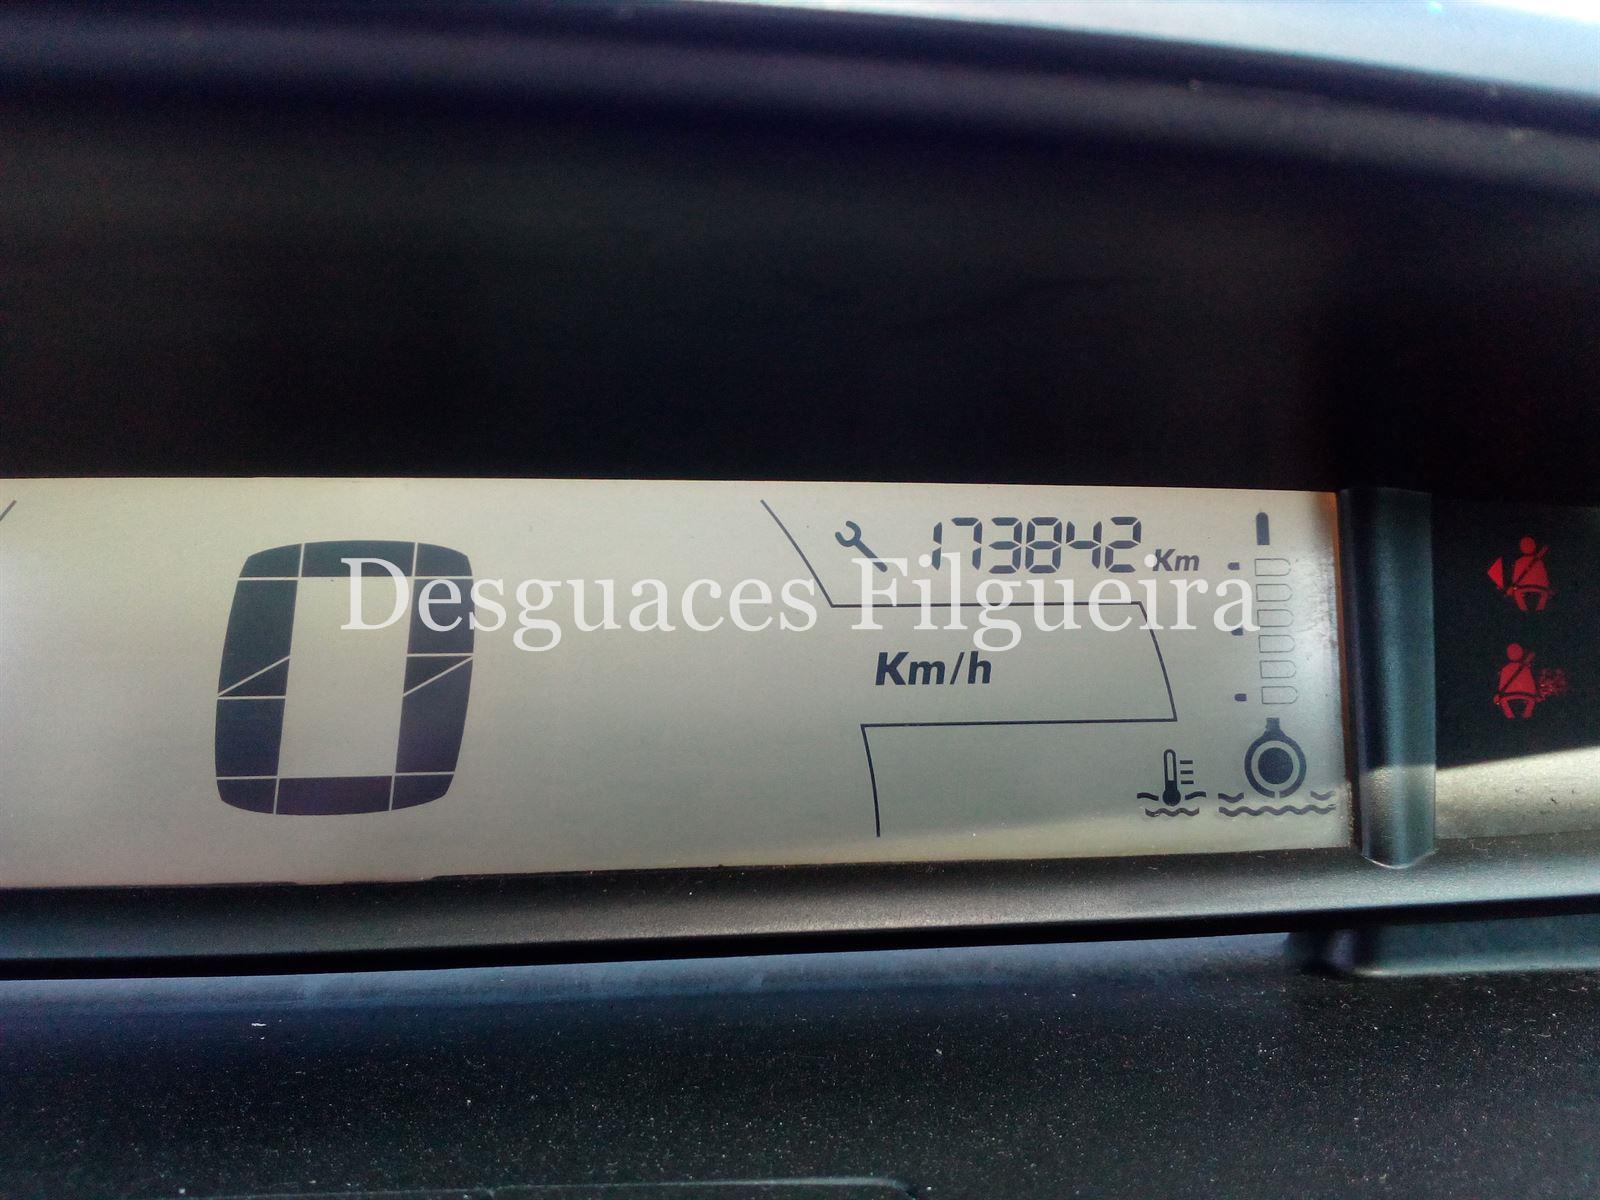 173842 Km
Desguaces Filgueira
Km/h
0